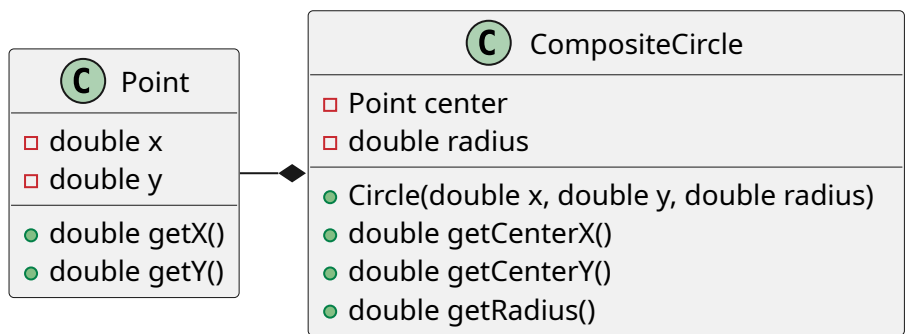 C Point
double x
double y
double getX()
double getY()
C CompositeCircle
Point center
double radius
Circle(double x, double y, double radius)
double getCenterX()
double getCenterY()
double getRadius()